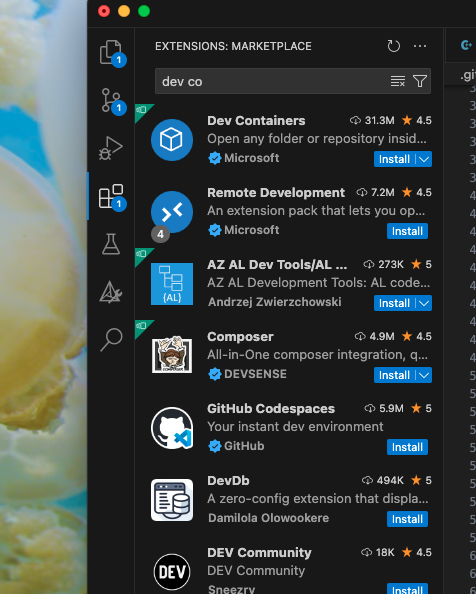 EXTENSIONS: MARKETPLACE
dev co
.gi
1
1
1
Dev Containers 31.3M 4.5
Open any folder or repository insid...
Microsoft Install
Remote Development 7.2M 4.5
An extension pack that lets you op...
4
Microsoft Install
AZ AL Dev Tools/AL ... 273K 5
AZ AL Development Tools: AL code...
{AL}
Andrzej Zwierzchowski Install
Composer 4.9M 4.5
All-in-One composer integration, q...
DEVSENSE Install
GitHub Codespaces 5.9M 5
Your instant dev environment
GitHub Install
DevDb 494K 5
A zero-config extension that displa...
Damilola Olowookere Install
DEV Community 18K 4.5
DEV
DEV Community
Sneezry Install